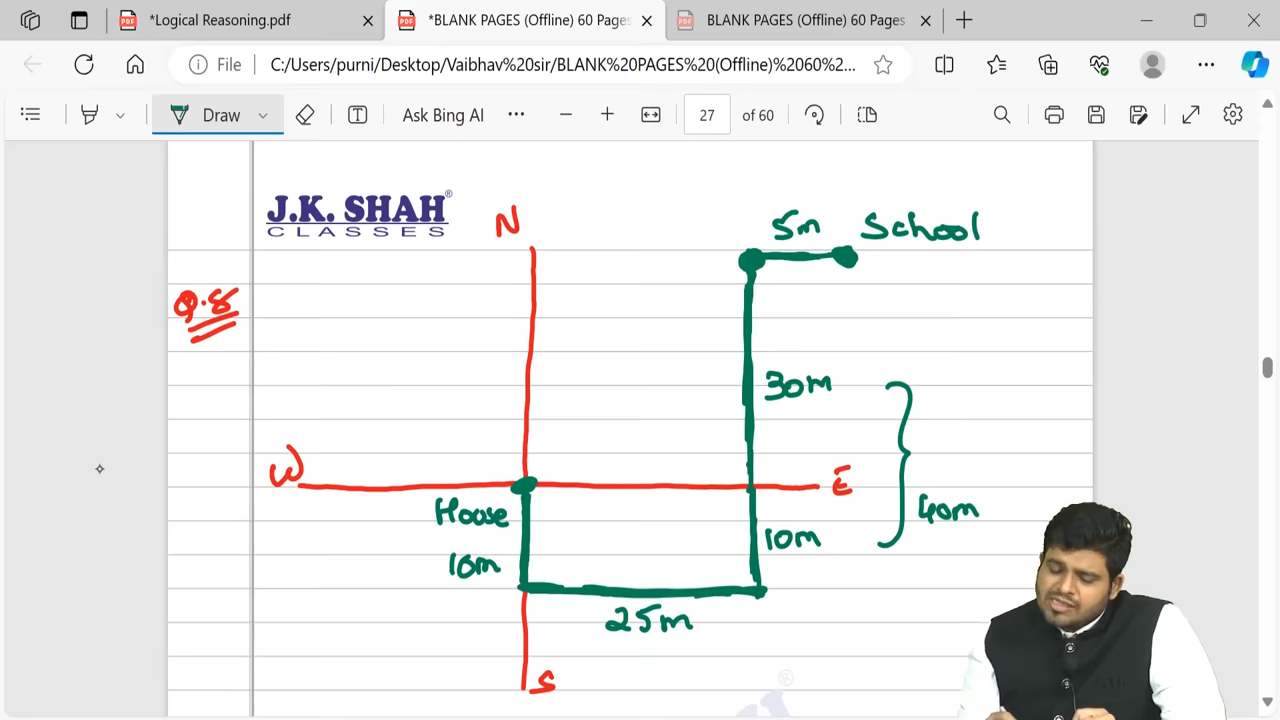 *Logical Reasoning.pdf
*BLANK PAGES (Offline) 60 Pages
BLANK PAGES (Offline) 60 Pages
File
C:/Users/purni/Desktop/Vaibhav%20sir/BLANK%20PAGES%20(Offline)%2060%2...
Draw
Ask Bing AI
27
of 60
J.K. SHAH®
CLASSES
N
5m
School
Q.8
30m
W
E
House
10m
10m
40m
25m
S
®